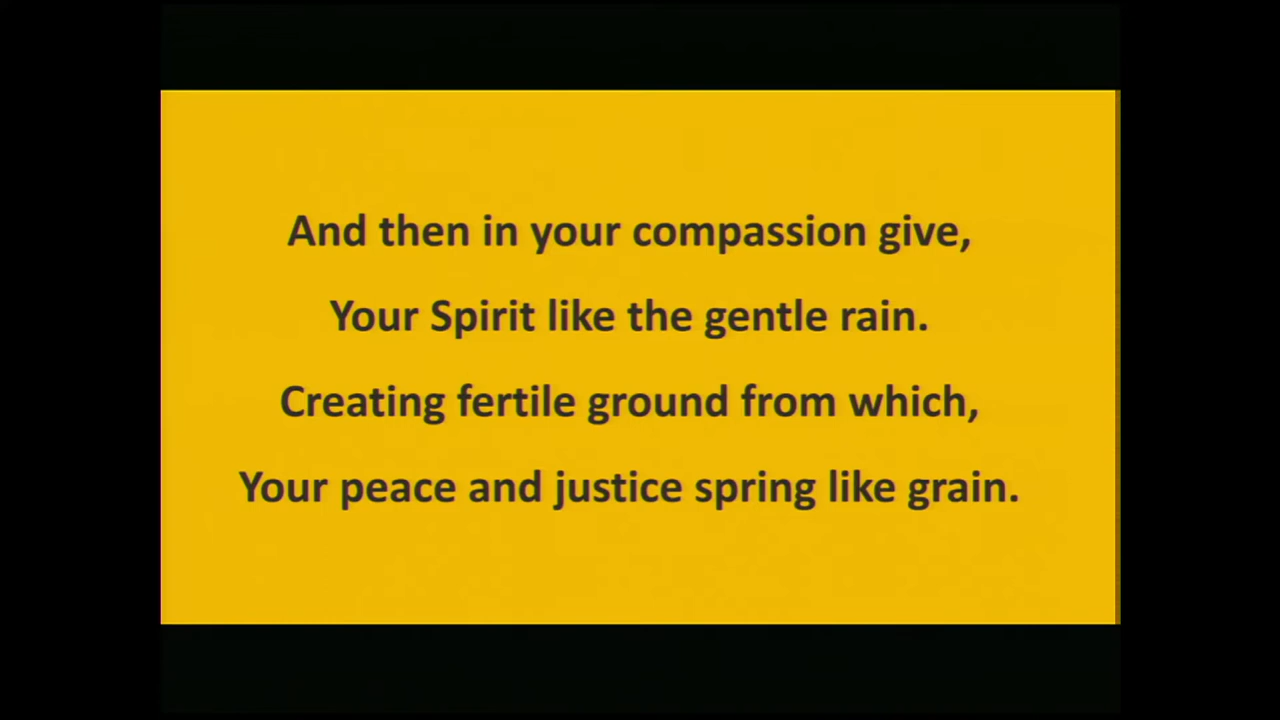 And then in your compassion give,
Your Spirit like the gentle rain.
Creating fertile ground from which,
Your peace and justice spring like grain.